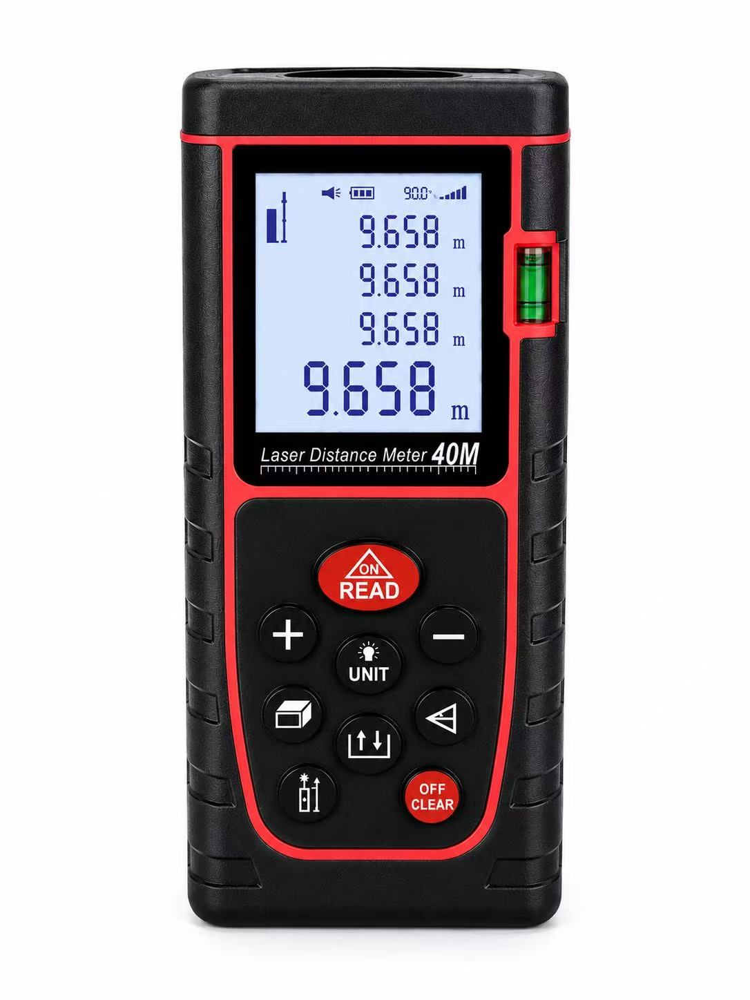 90.0°
9.658 m
9.658 m
9.658 m
9.658 m
Laser Distance Meter 40M
ON
READ
+
−
UNIT
OFF
CLEAR